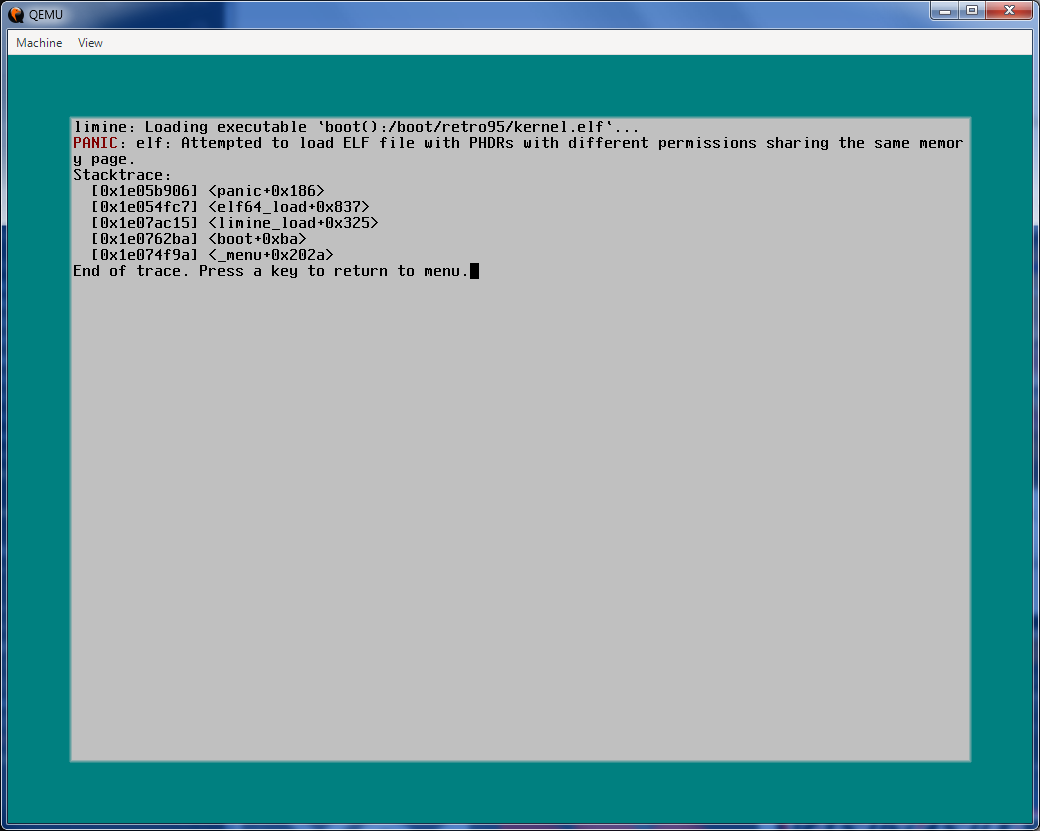 QEMU
Machine View
limine: Loading executable `boot():/boot/retro95/kernel.elf`...
PANIC: elf: Attempted to load ELF file with PHDRs with different permissions sharing the same memor
y page.
Stacktrace:
[0x1e05b906] <panic+0x186>
[0x1e054fc7] <elf64_load+0x837>
[0x1e07ac15] <limine_load+0x325>
[0x1e0762ba] <boot+0xba>
[0x1e074f9a] <_menu+0x202a>
End of trace. Press a key to return to menu.